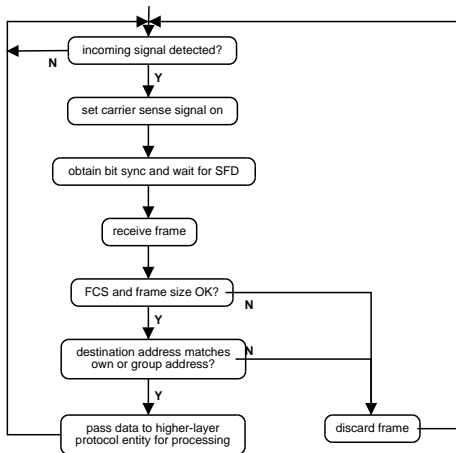 incoming signal detected?
N
Y
set carrier sense signal on
obtain bit sync and wait for SFD
receive frame
FCS and frame size OK?
N
Y
destination address matches
own or group address?
N
Y
pass data to higher-layer
protocol entity for processing
discard frame